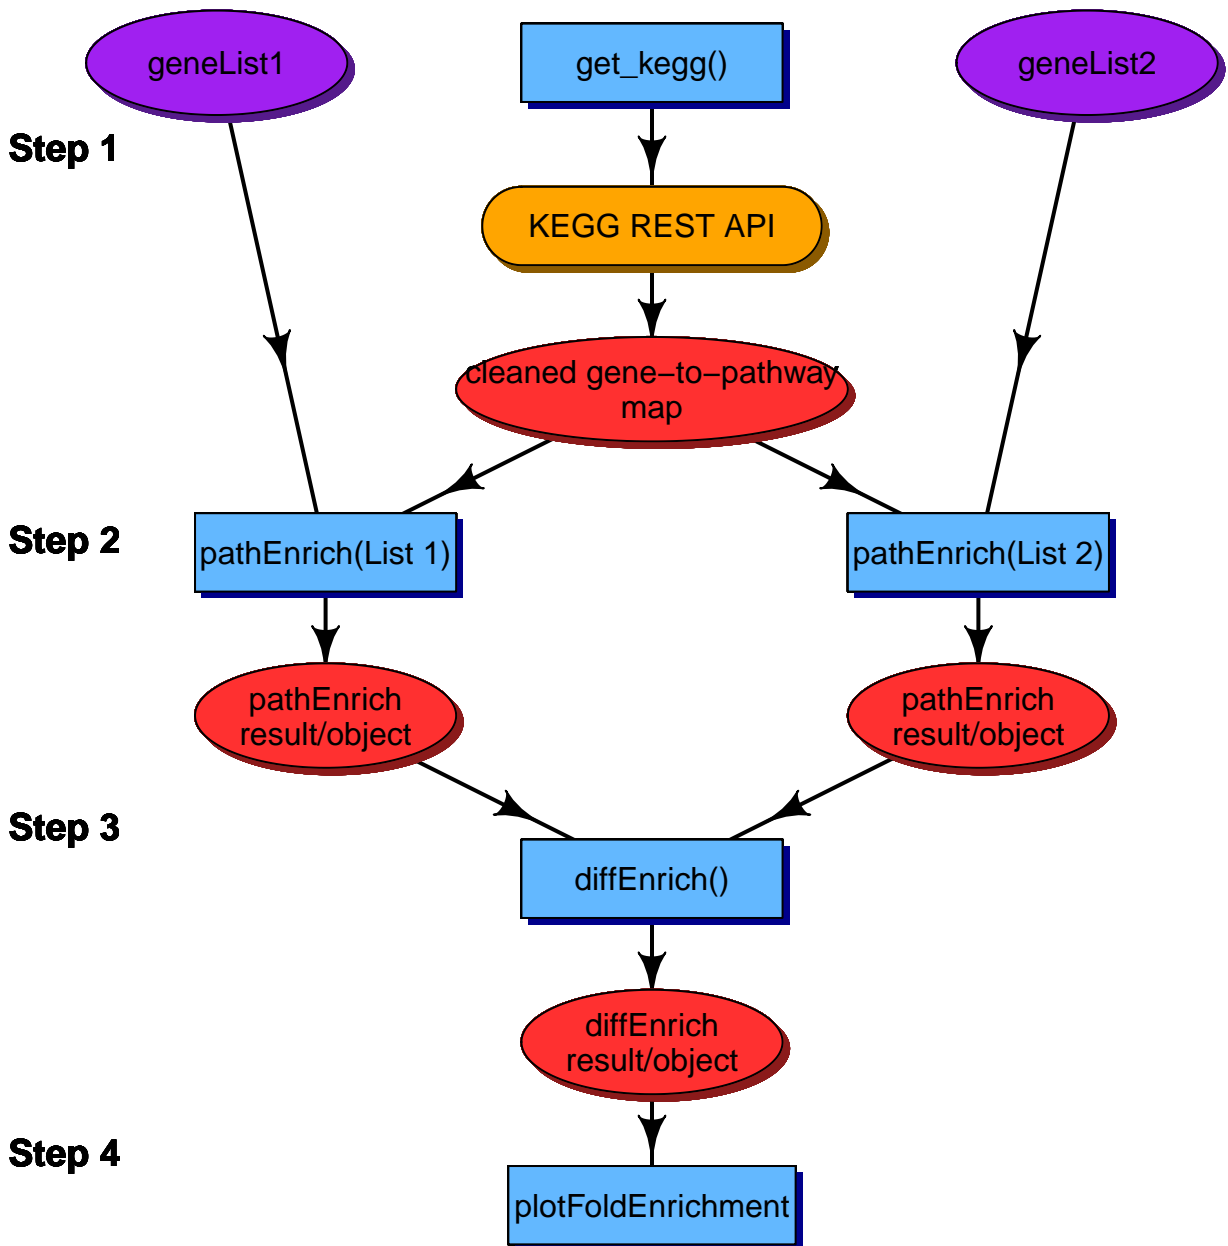 geneList1
get_kegg()
geneList2
Step 1
KEGG REST API
cleaned gene−to−pathway
map
Step 2
pathEnrich(List 1)
pathEnrich(List 2)
pathEnrich
result/object
pathEnrich
result/object
Step 3
diffEnrich()
diffEnrich
result/object
Step 4
plotFoldEnrichment